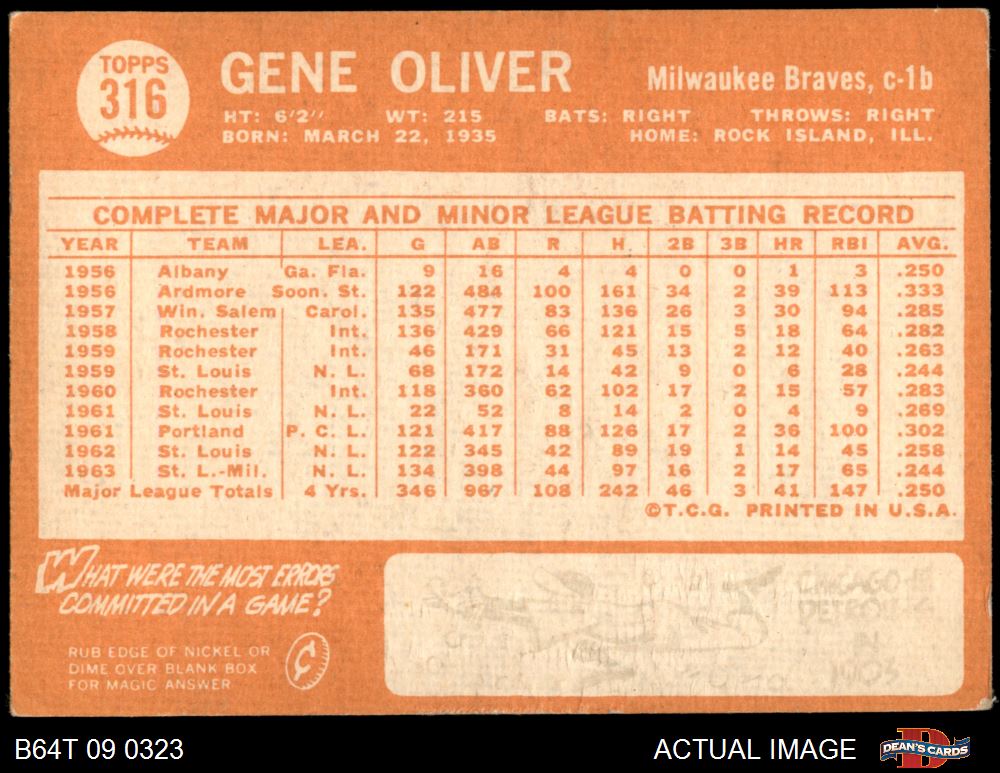 TOPPS
316
GENE OLIVER
Milwaukee Braves, c-1b
HT: 6'2" WT: 215 BATS: RIGHT THROWS: RIGHT
BORN: MARCH 22, 1935 HOME: ROCK ISLAND, ILL.
COMPLETE MAJOR AND MINOR LEAGUE BATTING RECORD
YEAR TEAM LEA. G AB R H 2B 3B HR RBI AVG.
1956 Albany Ga. Fla. 9 16 4 4 0 0 1 3 .250
1956 Ardmore Soon. St. 122 484 100 161 34 2 39 113 .333
1957 Win. Salem Carol. 135 477 83 136 26 3 30 94 .285
1958 Rochester Int. 136 429 66 121 15 5 18 64 .282
1959 Rochester Int. 46 171 31 45 13 2 12 40 .263
1959 St. Louis N. L. 68 172 14 42 9 0 6 28 .244
1960 Rochester Int. 118 360 62 102 17 2 15 57 .283
1961 St. Louis N. L. 22 52 8 14 2 0 4 9 .269
1961 Portland P. C. L. 121 417 88 126 17 2 36 100 .302
1962 St. Louis N. L. 122 345 42 89 19 1 14 45 .258
1963 St. L.-Mil. N. L. 134 398 44 97 16 2 17 65 .244
Major League Totals 4 Yrs. 346 967 108 242 46 3 41 147 .250
©T.C.G. PRINTED IN U.S.A.
WHAT WERE THE MOST ERRORS
COMMITTED IN A GAME?
RUB EDGE OF NICKEL OR
DIME OVER BLANK BOX
FOR MAGIC ANSWER
CHICAGO
DETROIT
1903
B64T 09 0323
ACTUAL IMAGE
DEAN'S CARDS